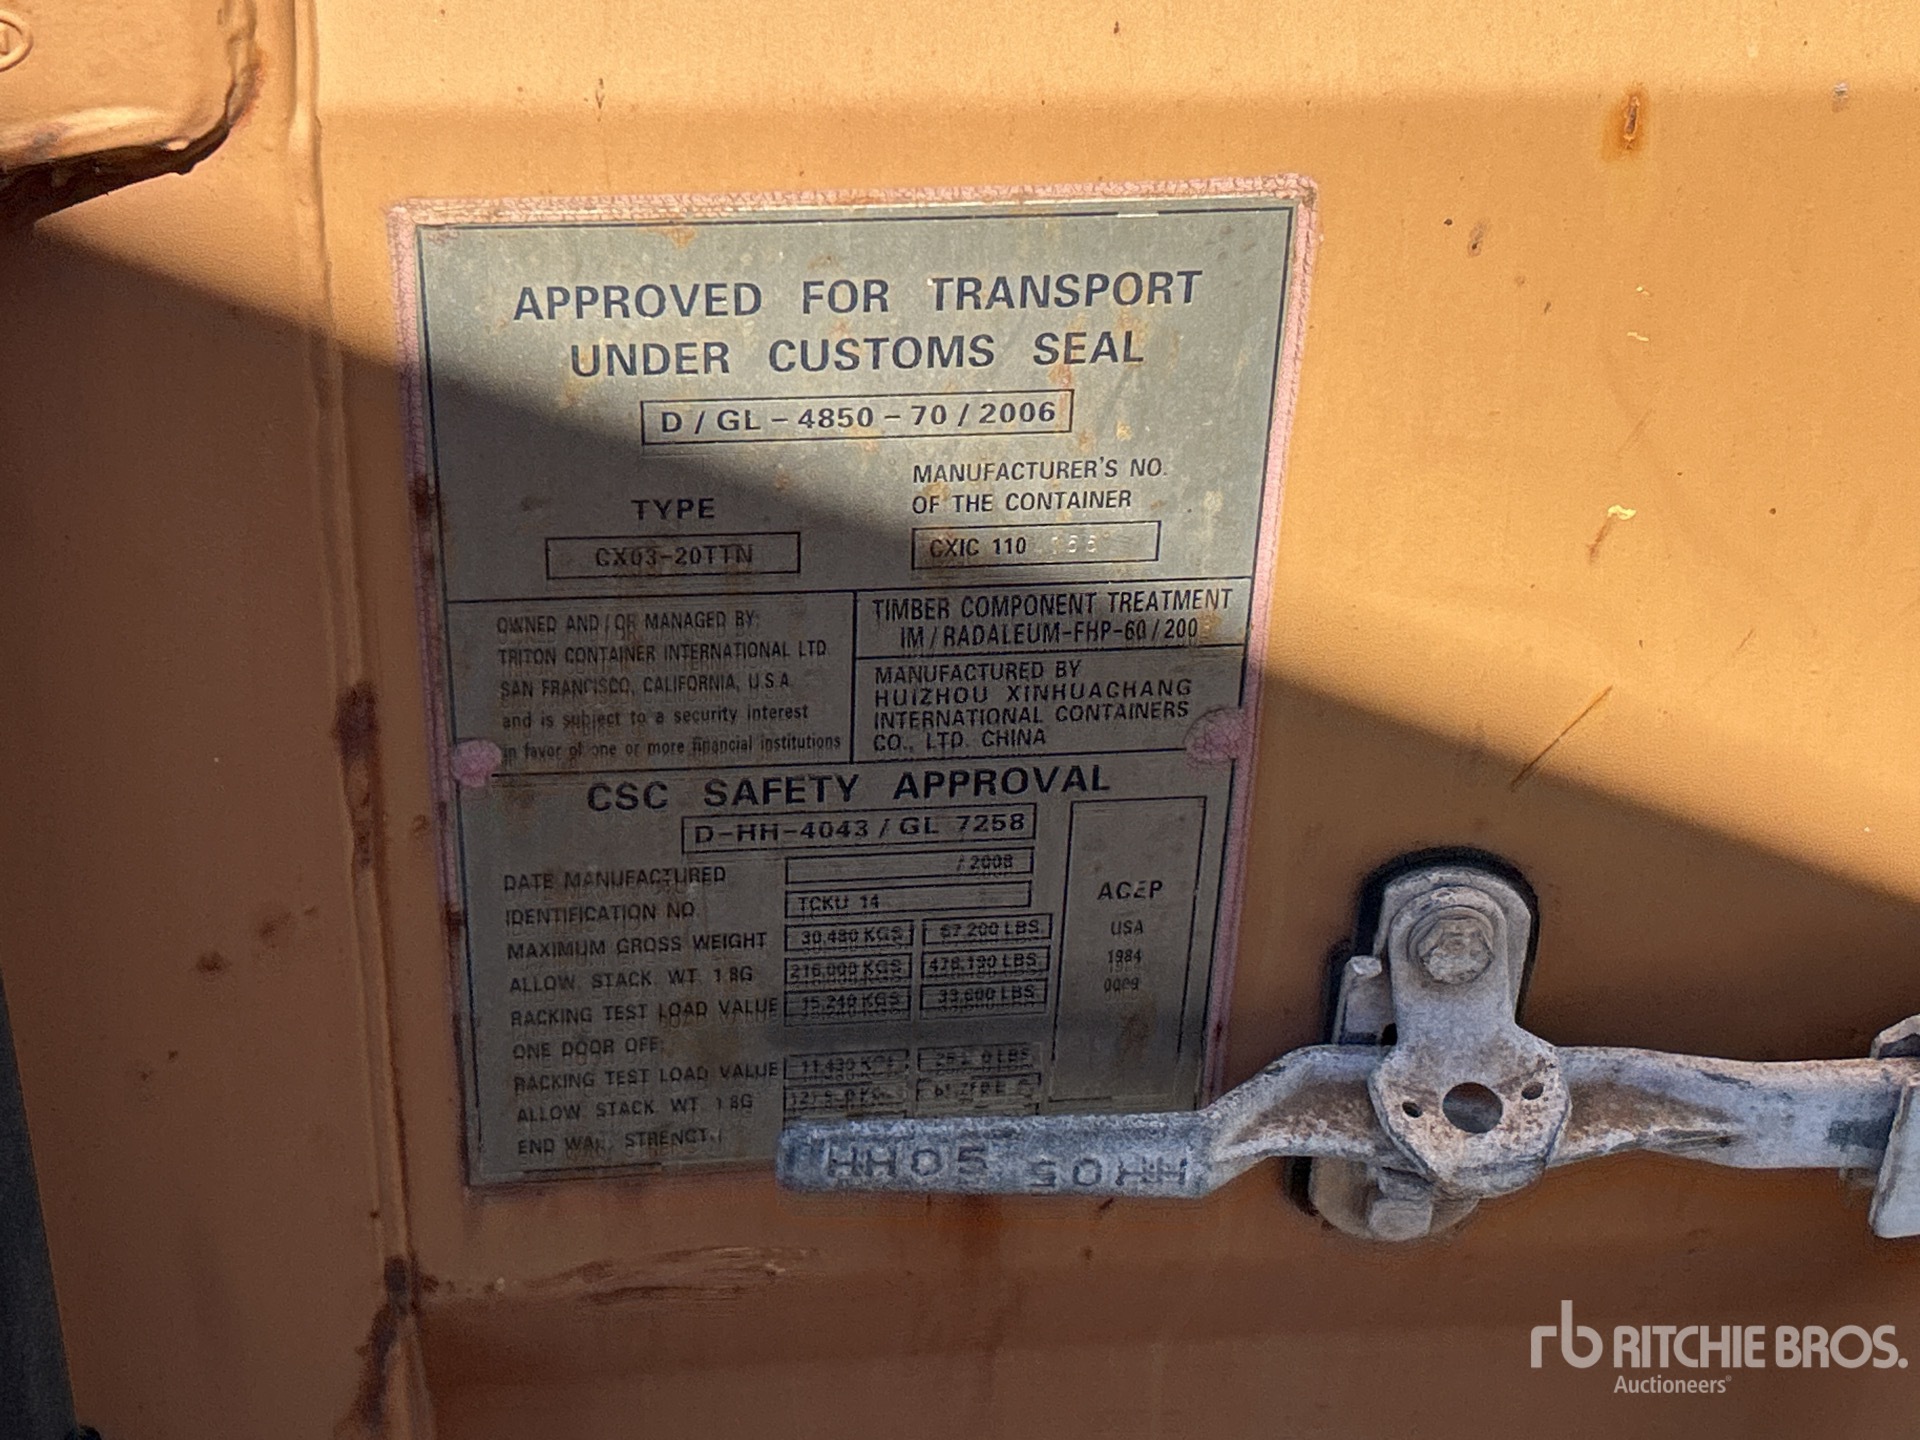 APPROVED FOR TRANSPORT
UNDER CUSTOMS SEAL
D / GL – 4850 – 70 / 2006
TYPE
CX03-20TTN
MANUFACTURER'S NO.
OF THE CONTAINER
CXIC 110
OWNED AND / OR MANAGED BY:
TRITON CONTAINER INTERNATIONAL LTD.
SAN FRANCISCO, CALIFORNIA, U.S.A.
and is subject to a security interest
in favor of one or more financial institutions
TIMBER COMPONENT TREATMENT
IM / RADALEUM-FHP-60 / 200
MANUFACTURED BY
HUIZHOU XINHUACHANG
INTERNATIONAL CONTAINERS
CO., LTD. CHINA
CSC SAFETY APPROVAL
D-HH-4043 / GL 7258
DATE MANUFACTURED / 2008
IDENTIFICATION NO. TCKU 14
MAXIMUM GROSS WEIGHT 30,480 KGS 67,200 LBS.
ALLOW. STACK. WT. 1.8G 216,000 KGS 476,190 LBS.
RACKING TEST LOAD VALUE 15,240 KGS 33,600 LBS
ONE DOOR OFF:
RACKING TEST LOAD VALUE
ALLOW. STACK. WT. 1.8G
END WALL STRENGTH
ACEP
USA
1984
0009
HH05 HH05
rb RITCHIE BROS.
Auctioneers